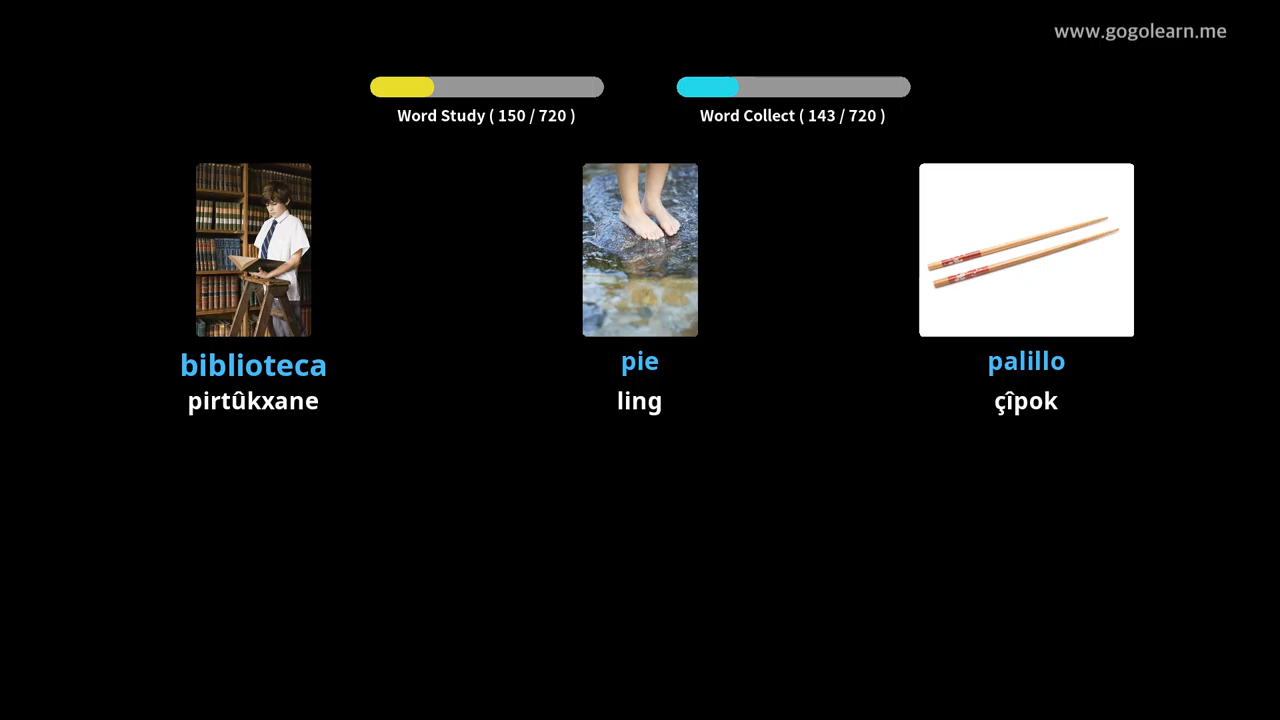 www.gogolearn.me
Word Study ( 150 / 720 )
Word Collect ( 143 / 720 )
biblioteca
pirtûkxane
pie
ling
palillo
çîpok